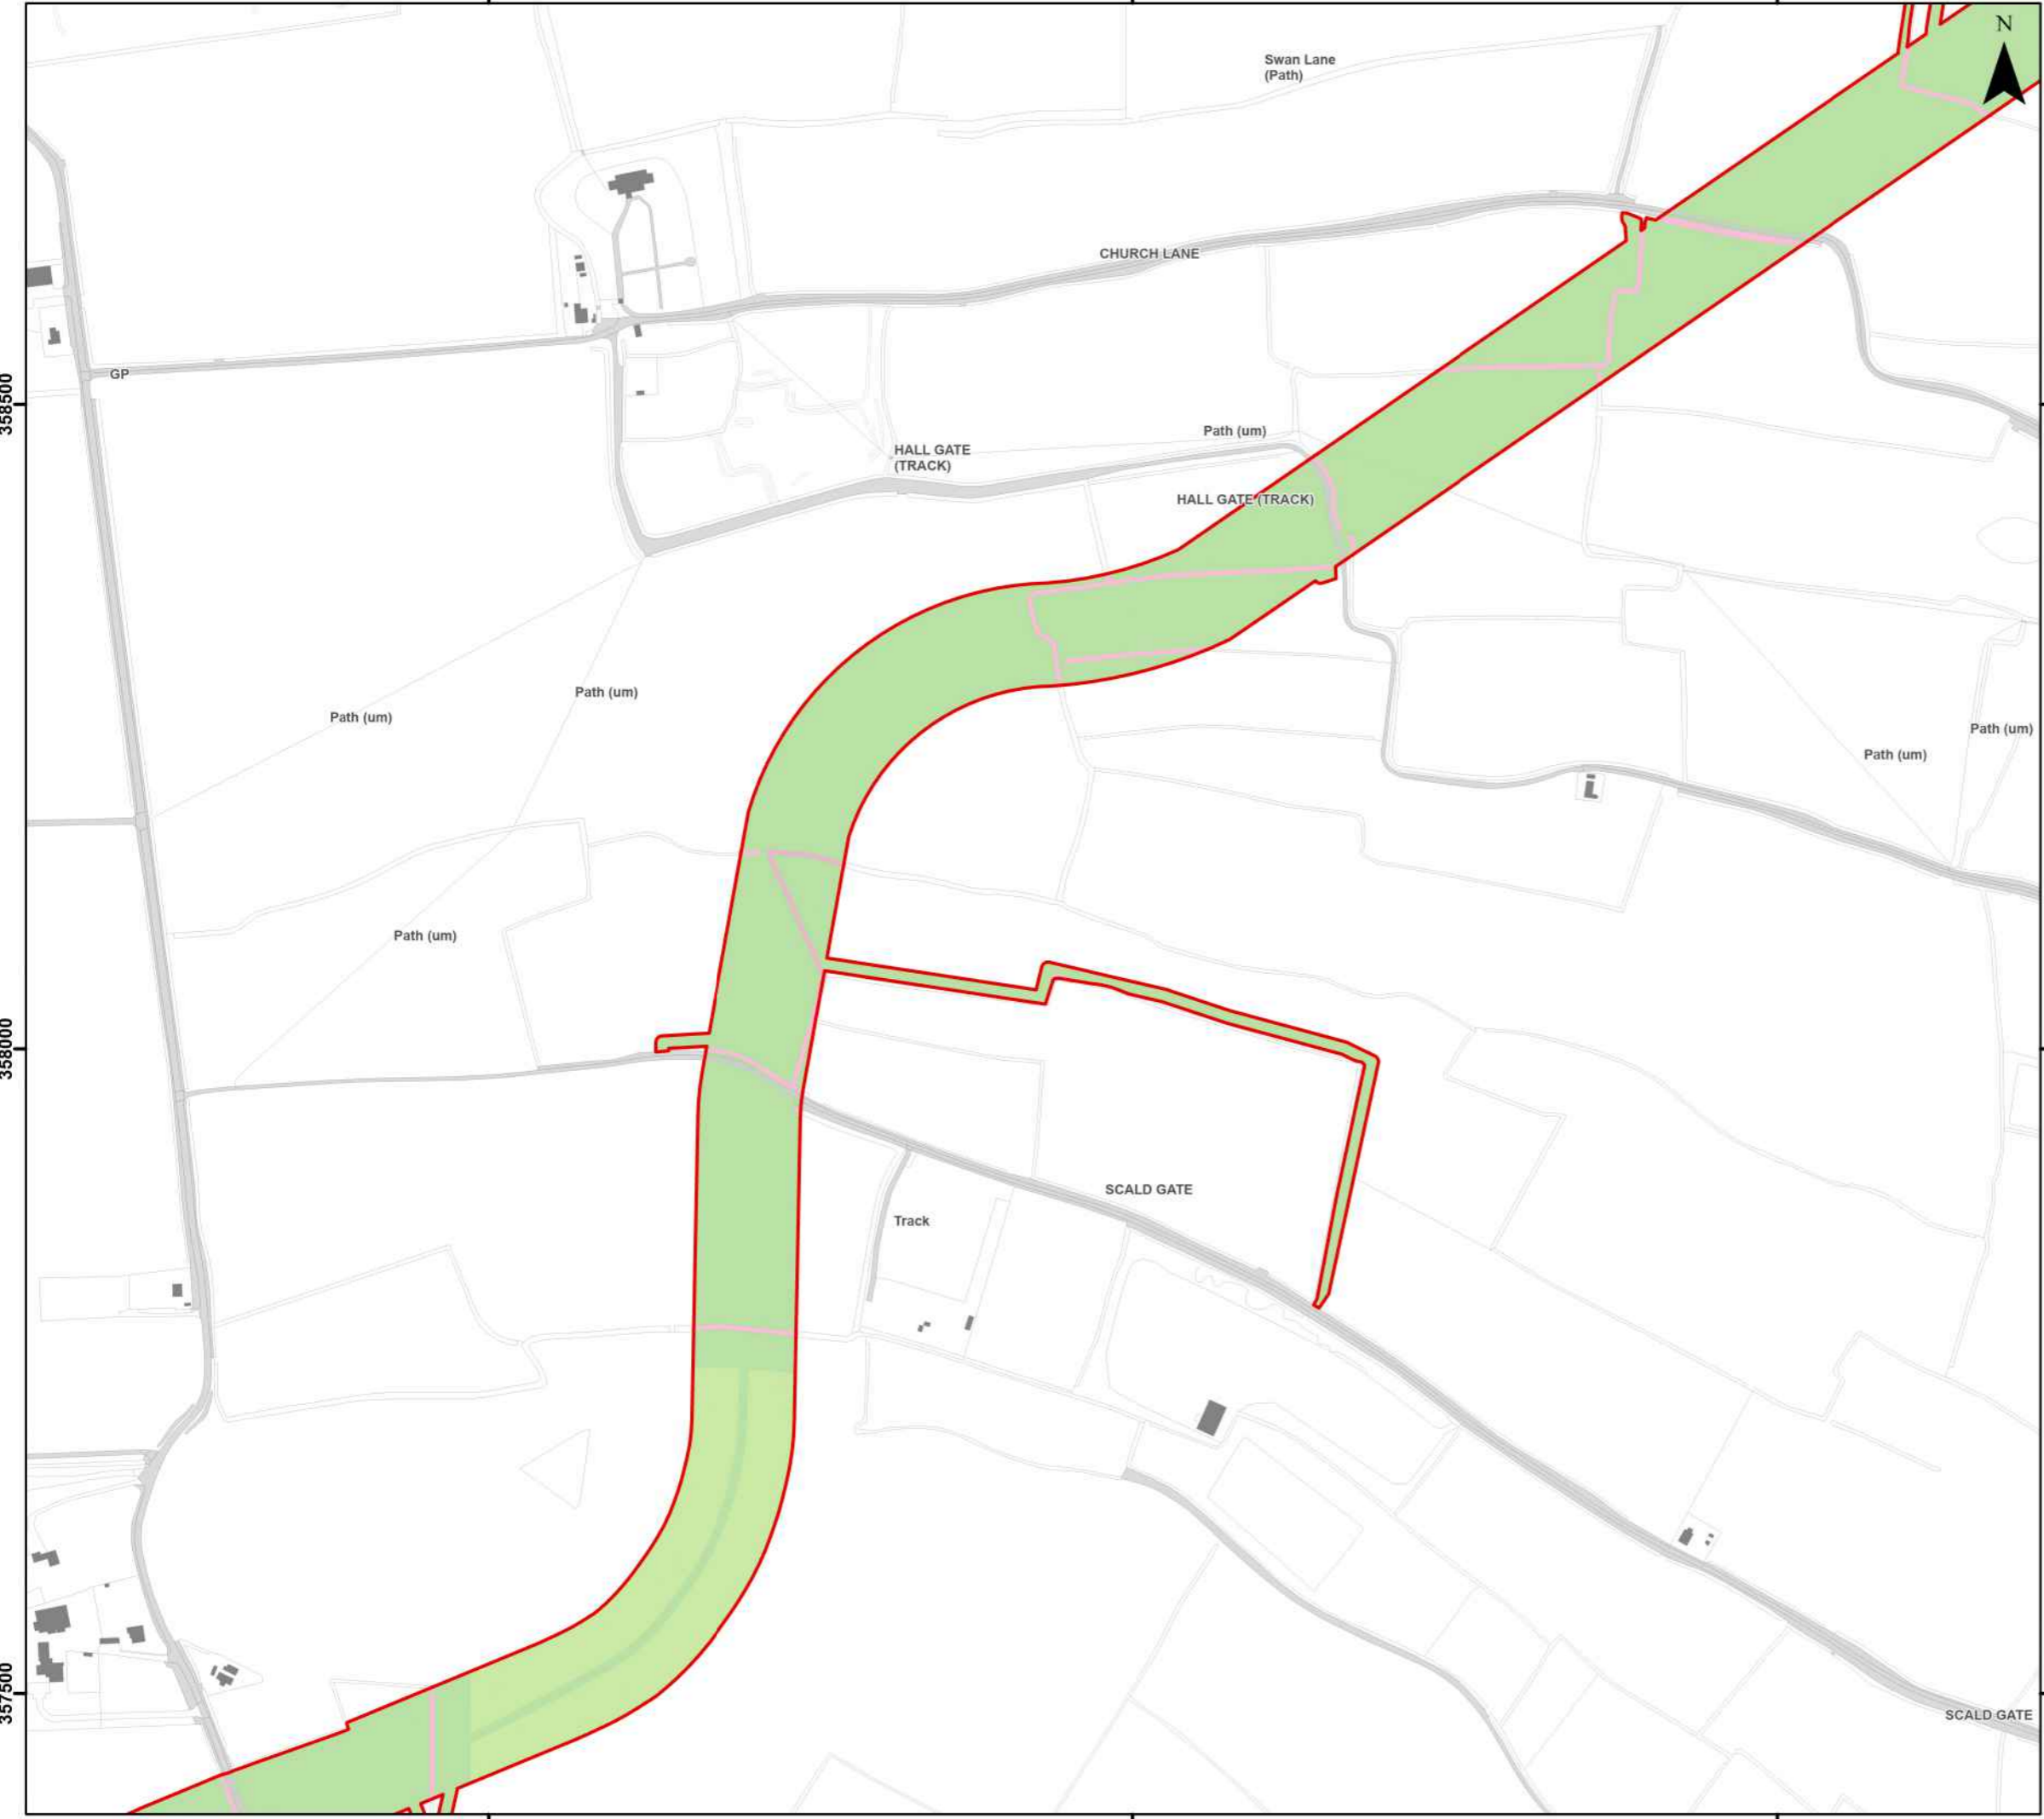 N
Swan Lane
(Path)
CHURCH LANE
GP
358500
Path (um)
HALL GATE
(TRACK)
HALL GATE (TRACK)
Path (um)
Path (um)
Path (um)
Path (um)
Path (um)
358000
SCALD GATE
Track
357500
SCALD GATE